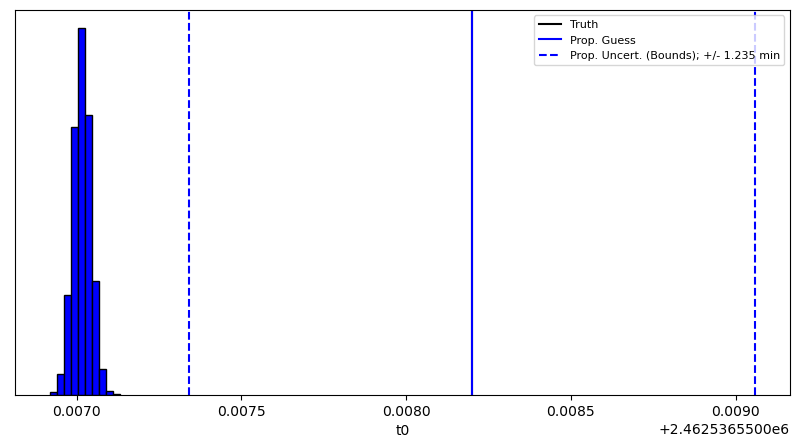 Truth
Prop. Guess
Prop. Uncert. (Bounds); +/- 1.235 min
0.0070 0.0075 0.0080 0.0085 0.0090
t0
+2.4625365500e6